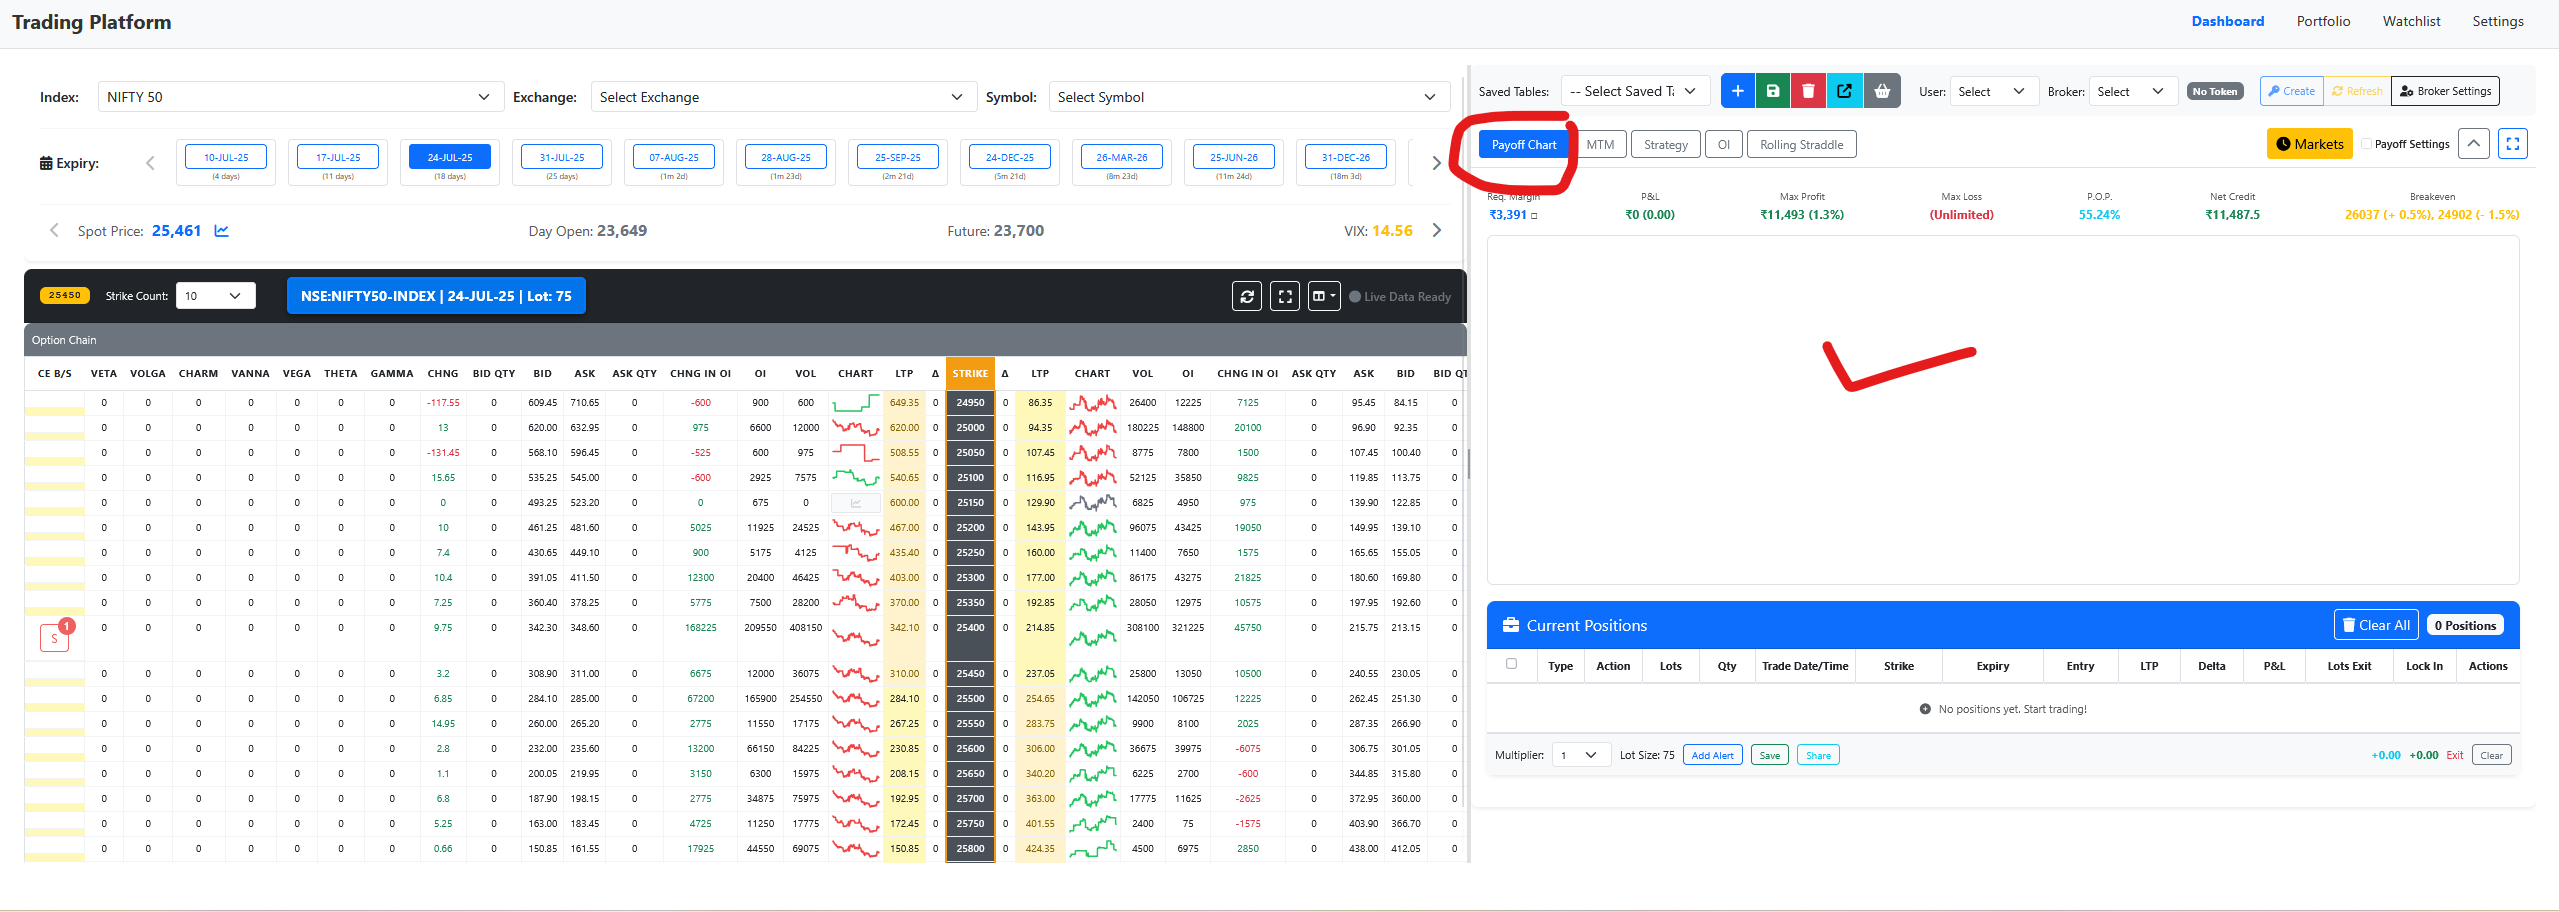 Trading Platform
Dashboard Portfolio Watchlist Settings
Index: NIFTY 50 Exchange: Select Exchange Symbol: Select Symbol
Expiry: 10-JUL-25 17-JUL-25 24-JUL-25 31-JUL-25 07-AUG-25 28-AUG-25 25-SEP-25 24-DEC-25 26-MAR-26 25-JUN-26 31-DEC-26
(4 days) (11 days) (18 days) (25 days) (1m 2d) (1m 23d) (2m 21d) (5m 21d) (8m 23d) (11m 24d) (18m 3d)
Spot Price: 25,461 Day Open: 23,649 Future: 23,700 VIX: 14.56
25450 Strike Count: 10 NSE:NIFTY50-INDEX | 24-JUL-25 | Lot: 75 Live Data Ready
Option Chain
CE B/S VETA VOLGA CHARM VANNA VEGA THETA GAMMA CHNG BID QTY BID ASK ASK QTY CHNG IN OI OI VOL CHART LTP Δ STRIKE Δ LTP CHART VOL OI CHNG IN OI ASK QTY ASK BID BID QT
0 0 0 0 0 0 0 -117.55 0 609.45 710.65 0 -600 900 600 649.35 0 24950 0 86.35 26400 12225 7125 0 95.45 84.15 0
0 0 0 0 0 0 0 13 0 620.00 632.95 0 975 6600 12000 620.00 0 25000 0 94.35 180225 148800 20100 0 96.90 92.35 0
0 0 0 0 0 0 0 -131.45 0 568.10 596.45 0 -525 600 975 508.55 0 25050 0 107.45 8775 7800 1500 0 107.45 100.40 0
0 0 0 0 0 0 0 15.65 0 535.25 545.00 0 -600 2925 7575 540.65 0 25100 0 116.95 52125 35850 9825 0 119.85 113.75 0
0 0 0 0 0 0 0 0 0 493.25 523.20 0 0 675 0 600.00 0 25150 0 129.90 6825 4950 975 0 139.90 122.85 0
0 0 0 0 0 0 0 10 0 461.25 481.60 0 5025 11925 24525 467.00 0 25200 0 143.95 96075 43425 19050 0 149.95 139.10 0
0 0 0 0 0 0 0 7.4 0 430.65 449.10 0 900 5175 4125 435.40 0 25250 0 160.00 11400 7650 1575 0 165.65 155.05 0
0 0 0 0 0 0 0 10.4 0 391.05 411.50 0 12300 20400 46425 403.00 0 25300 0 177.00 86175 43275 21825 0 180.60 169.80 0
0 0 0 0 0 0 0 7.25 0 360.40 378.25 0 5775 7500 28200 370.00 0 25350 0 192.85 28050 12975 10575 0 197.95 192.60 0
S 1 0 0 0 0 0 0 0 9.75 0 342.30 348.60 0 168225 209550 408150 342.10 0 25400 0 214.85 308100 321225 45750 0 215.75 213.15 0
0 0 0 0 0 0 0 3.2 0 308.90 311.00 0 6675 12000 36075 310.00 0 25450 0 237.05 25800 13050 10500 0 240.55 230.05 0
0 0 0 0 0 0 0 6.85 0 284.10 285.00 0 67200 165900 254550 284.10 0 25500 0 254.65 142050 106725 12225 0 262.45 251.30 0
0 0 0 0 0 0 0 14.95 0 260.00 265.20 0 2775 11550 17175 267.25 0 25550 0 283.75 9900 8100 2025 0 287.35 266.90 0
0 0 0 0 0 0 0 2.8 0 232.00 235.60 0 13200 66150 84225 230.85 0 25600 0 306.00 36675 39975 -6075 0 306.75 301.05 0
0 0 0 0 0 0 0 1.1 0 200.05 219.95 0 3150 6300 15975 208.15 0 25650 0 340.20 6225 2700 -600 0 344.85 315.80 0
0 0 0 0 0 0 0 6.8 0 187.90 198.15 0 2775 34875 75975 192.95 0 25700 0 363.00 17775 11625 -2625 0 372.95 360.00 0
0 0 0 0 0 0 0 5.25 0 163.00 183.45 0 4725 11250 17775 172.45 0 25750 0 401.55 2400 75 -1575 0 403.90 366.70 0
0 0 0 0 0 0 0 0.66 0 150.85 161.55 0 17925 44550 69075 150.85 0 25800 0 424.35 4500 6975 2850 0 438.00 412.05 0
Saved Tables: -- Select Saved Ta User: Select Broker: Select No Token Create Refresh Broker Settings
Payoff Chart MTM Strategy OI Rolling Straddle Markets Payoff Settings
Req. Margin P&L Max Profit Max Loss P.O.P. Net Credit Breakeven
₹3,391 ₹0 (0.00) ₹11,493 (1.3%) (Unlimited) 55.24% ₹11,487.5 26037 (+ 0.5%), 24902 (- 1.5%)
Current Positions Clear All 0 Positions
Type Action Lots Qty Trade Date/Time Strike Expiry Entry LTP Delta P&L Lots Exit Lock In Actions
No positions yet. Start trading!
Multiplier: 1 Lot Size: 75 Add Alert Save Share +0.00 +0.00 Exit Clear